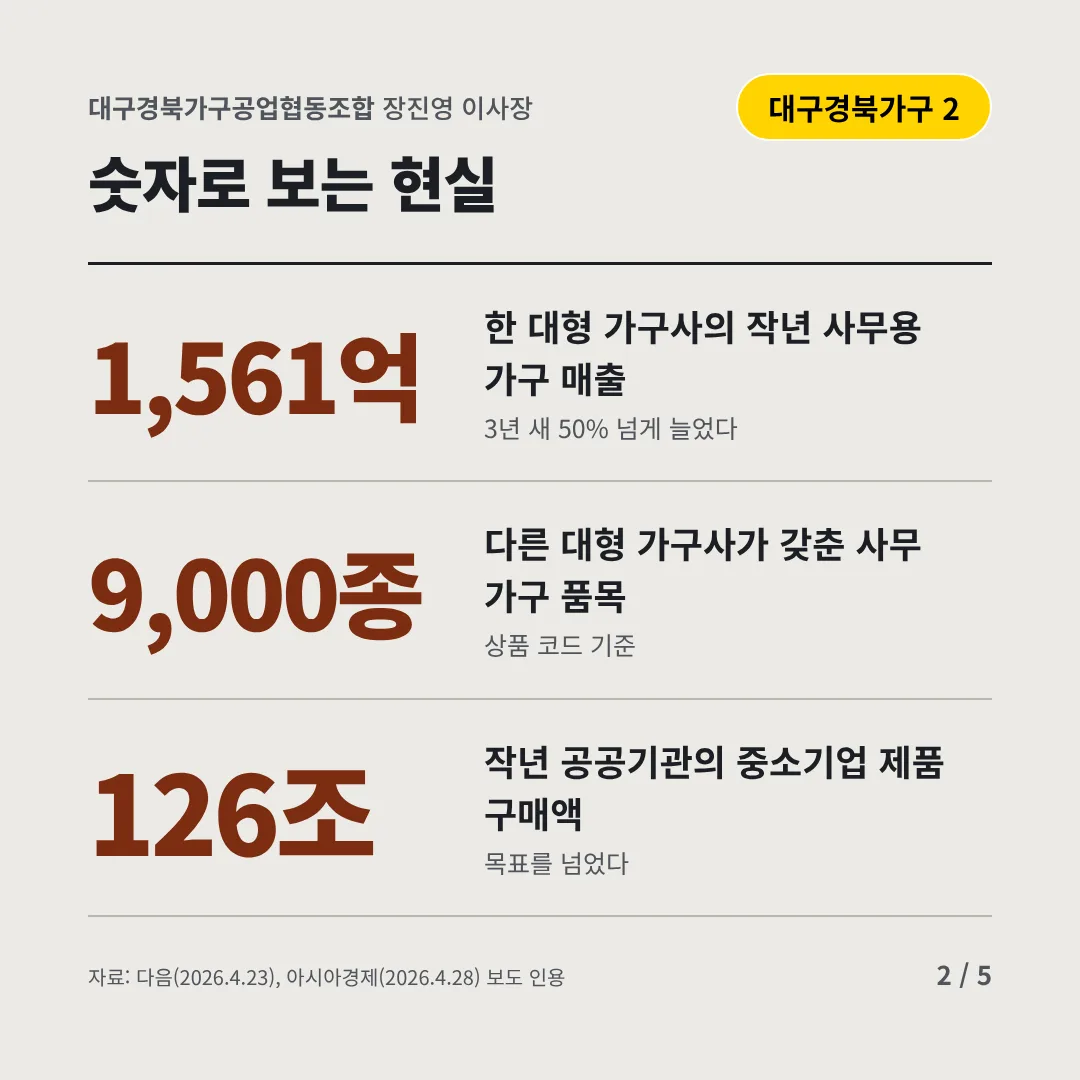 대구경북가구공업협동조합 장진영 이사장
대구경북가구 2
숫자로 보는 현실
1,561억
한 대형 가구사의 작년 사무용
가구 매출
3년 새 50% 넘게 늘었다
9,000종
다른 대형 가구사가 갖춘 사무
가구 품목
상품 코드 기준
126조
작년 공공기관의 중소기업 제품
구매액
목표를 넘었다
자료: 다음(2026.4.23), 아시아경제(2026.4.28) 보도 인용
2 / 5